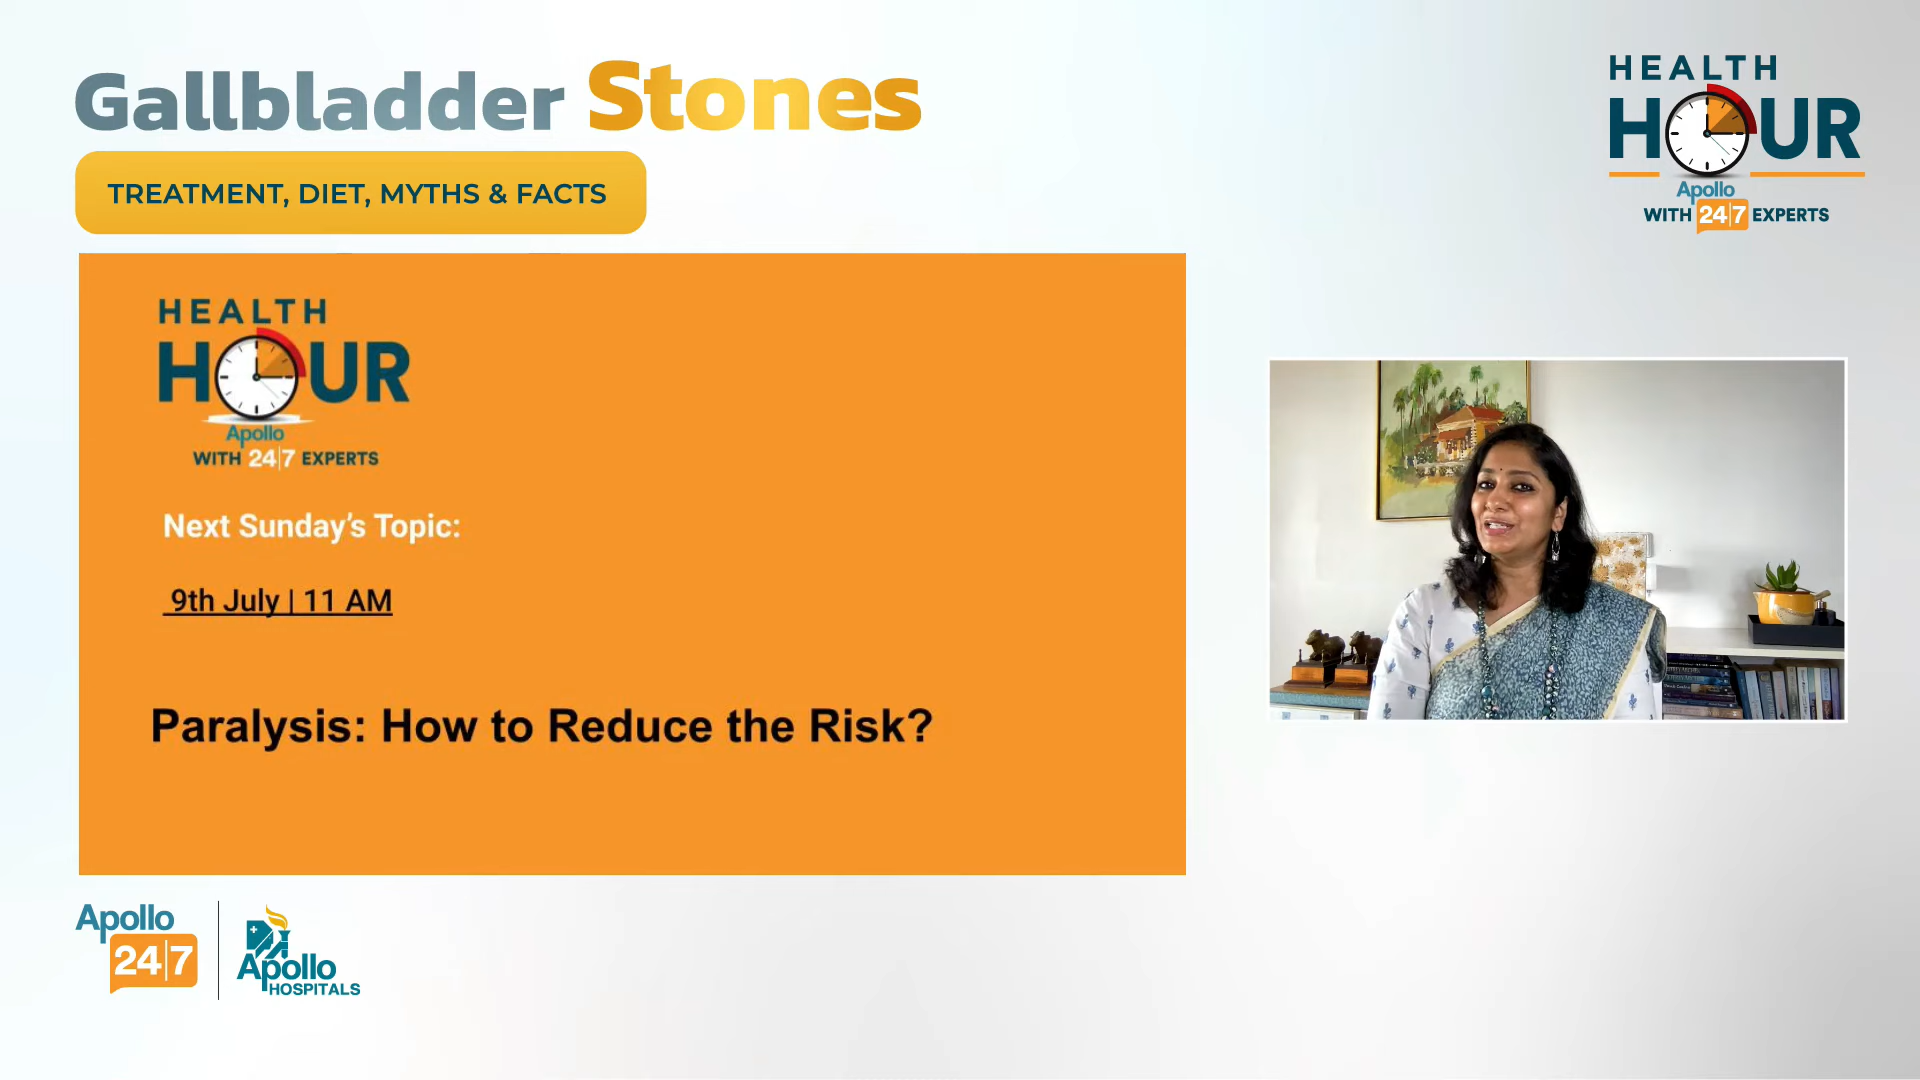 Gallbladder Stones
TREATMENT, DIET, MYTHS & FACTS
HEALTH
HOUR
Apollo
WITH 24|7 EXPERTS
HEALTH
HOUR
Apollo
WITH 24|7 EXPERTS
Next Sunday’s Topic:
9th July | 11 AM
Paralysis: How to Reduce the Risk?
Apollo
24|7
Apollo
HOSPITALS